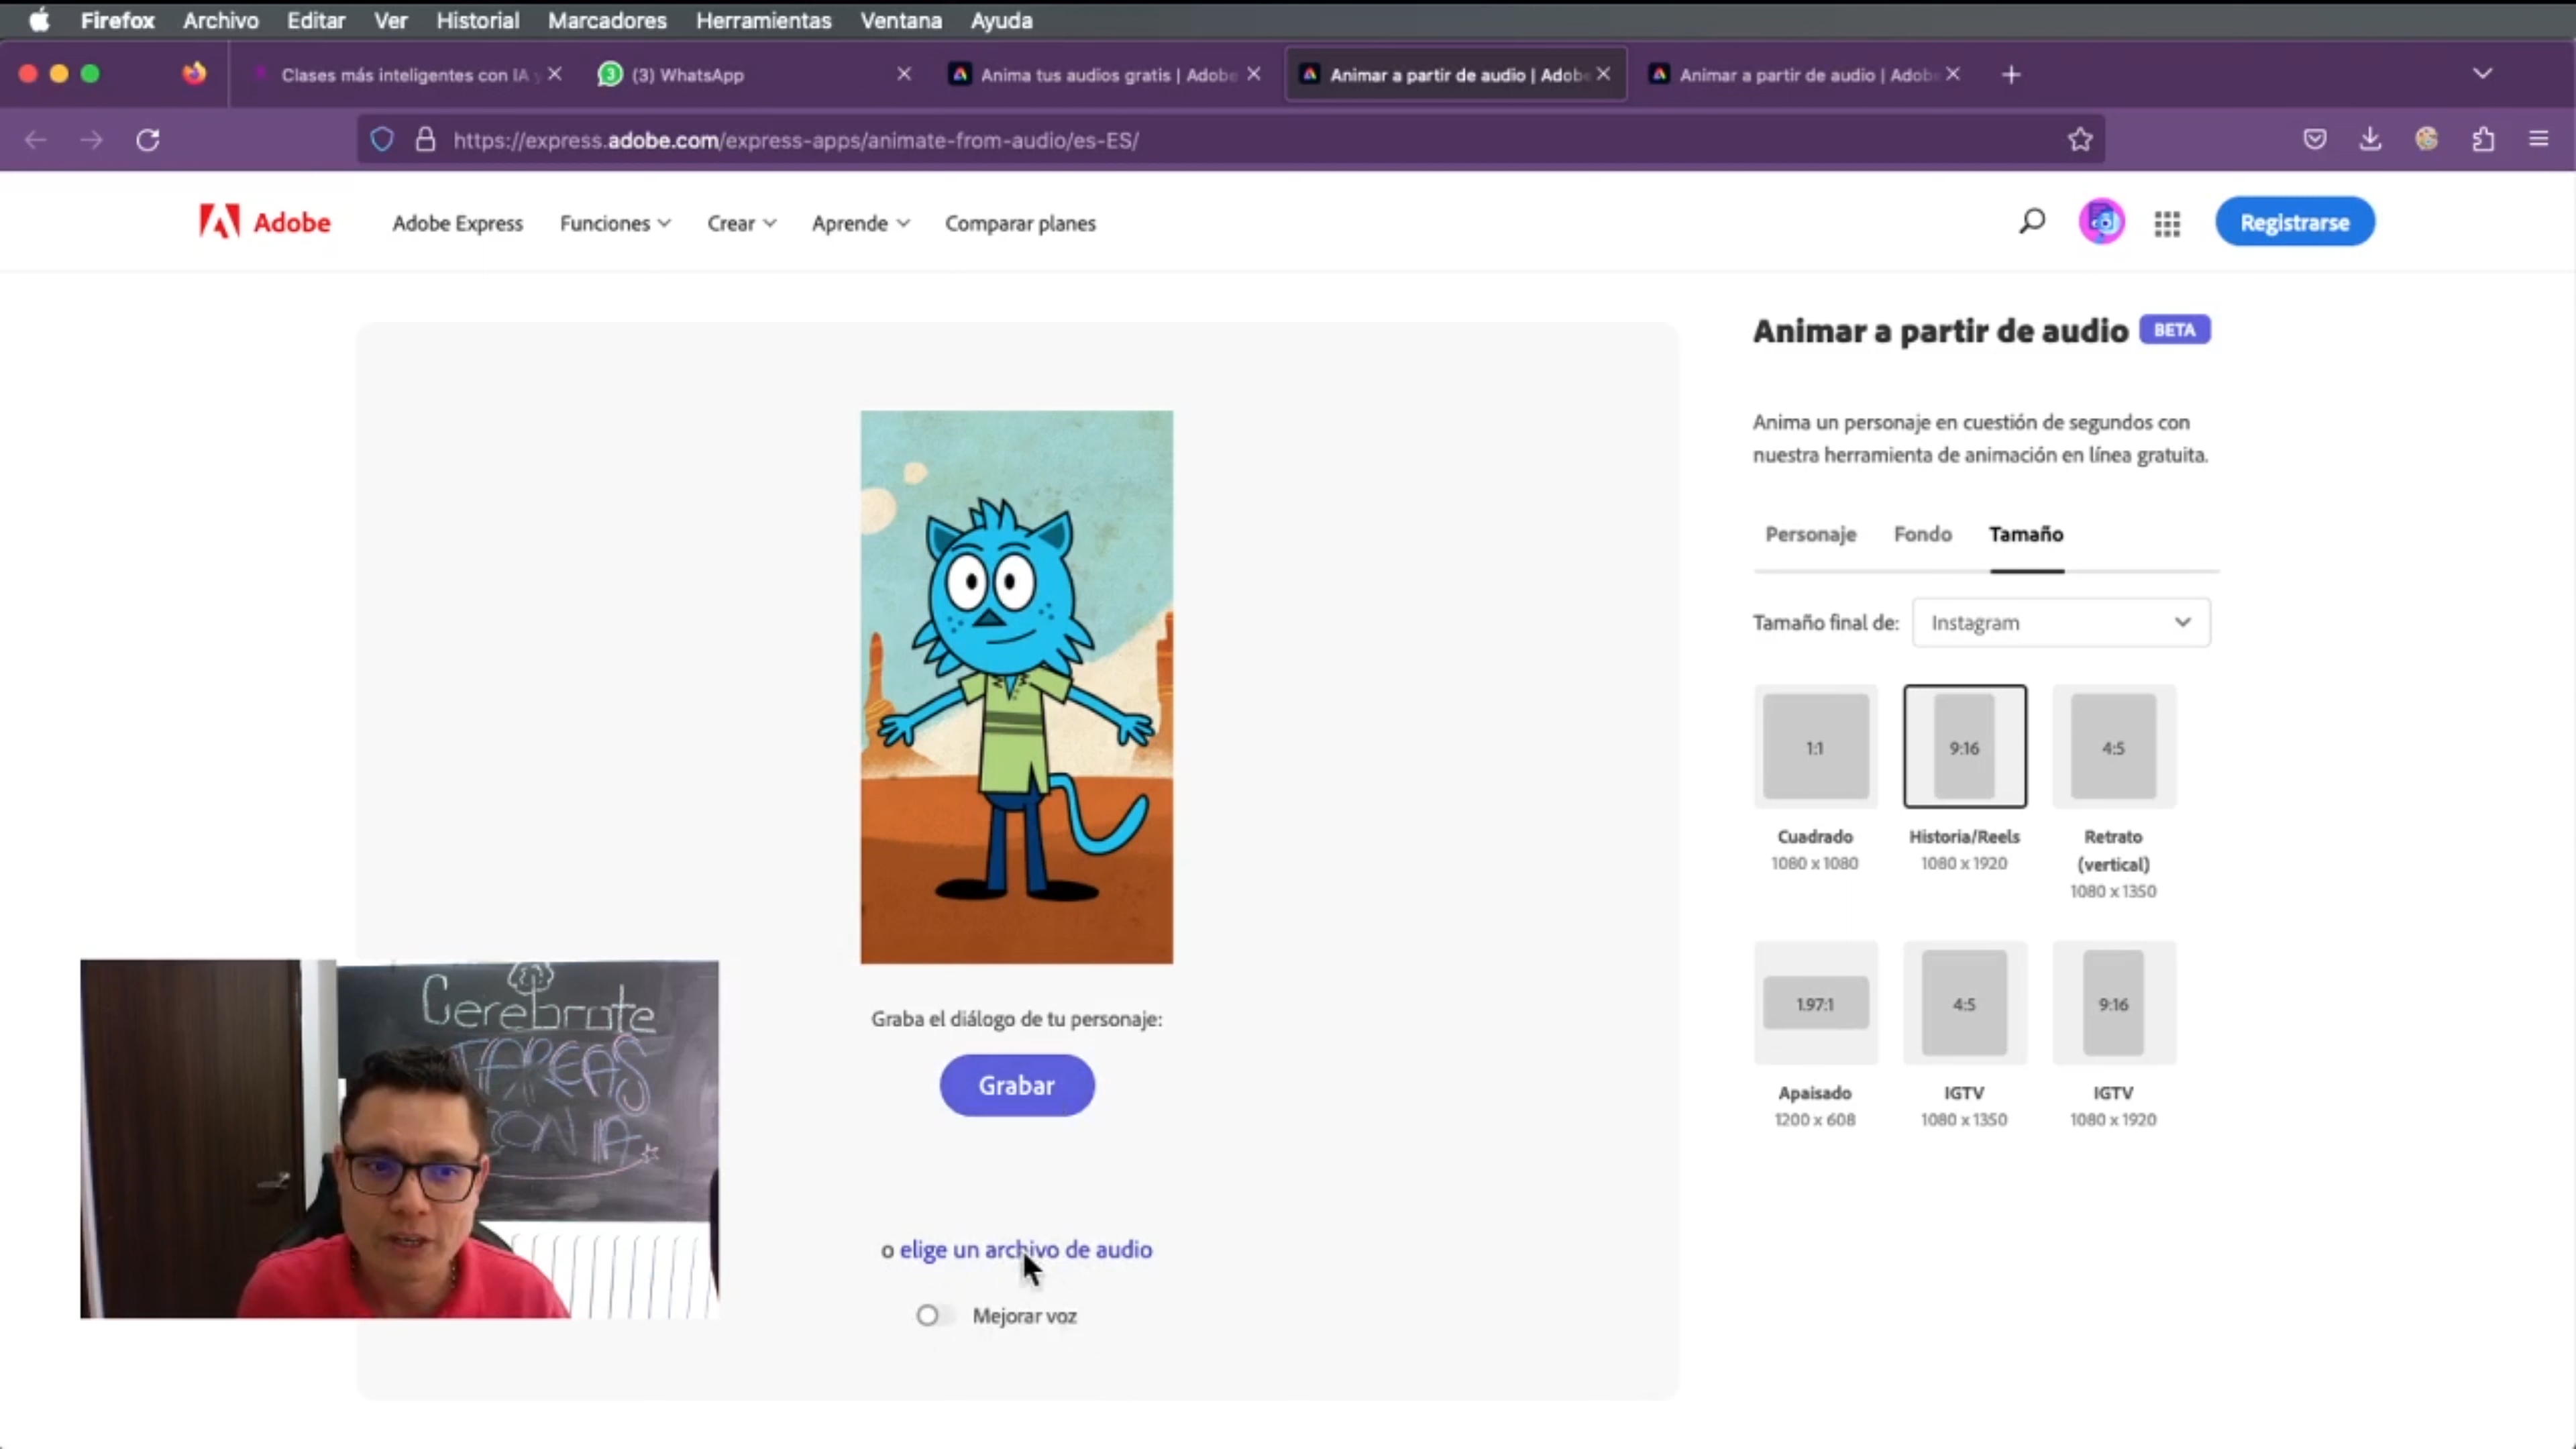 Firefox Archivo Editar Ver Historial Marcadores Herramientas Ventana Ayuda
Clases más inteligentes con IA y
(3) WhatsApp
Anima tus audios gratis | Adobe
Animar a partir de audio | Adobe
Animar a partir de audio | Adobe
https://express.adobe.com/express-apps/animate-from-audio/es-ES/
Adobe
Adobe Express Funciones Crear Aprende Comparar planes
Registrarse
Animar a partir de audio BETA
Anima un personaje en cuestión de segundos con
nuestra herramienta de animación en línea gratuita.
Personaje Fondo Tamaño
Tamaño final de: Instagram
1:1 9:16 4:5
Cuadrado
1080 x 1080
Historia/Reels
1080 x 1920
Retrato
(vertical)
1080 x 1350
1.97:1 4:5 9:16
Apaisado
1200 x 608
IGTV
1080 x 1350
IGTV
1080 x 1920
Graba el diálogo de tu personaje:
Grabar
o elige un archivo de audio
Mejorar voz
Cerebrote
TAREAS
CON IA